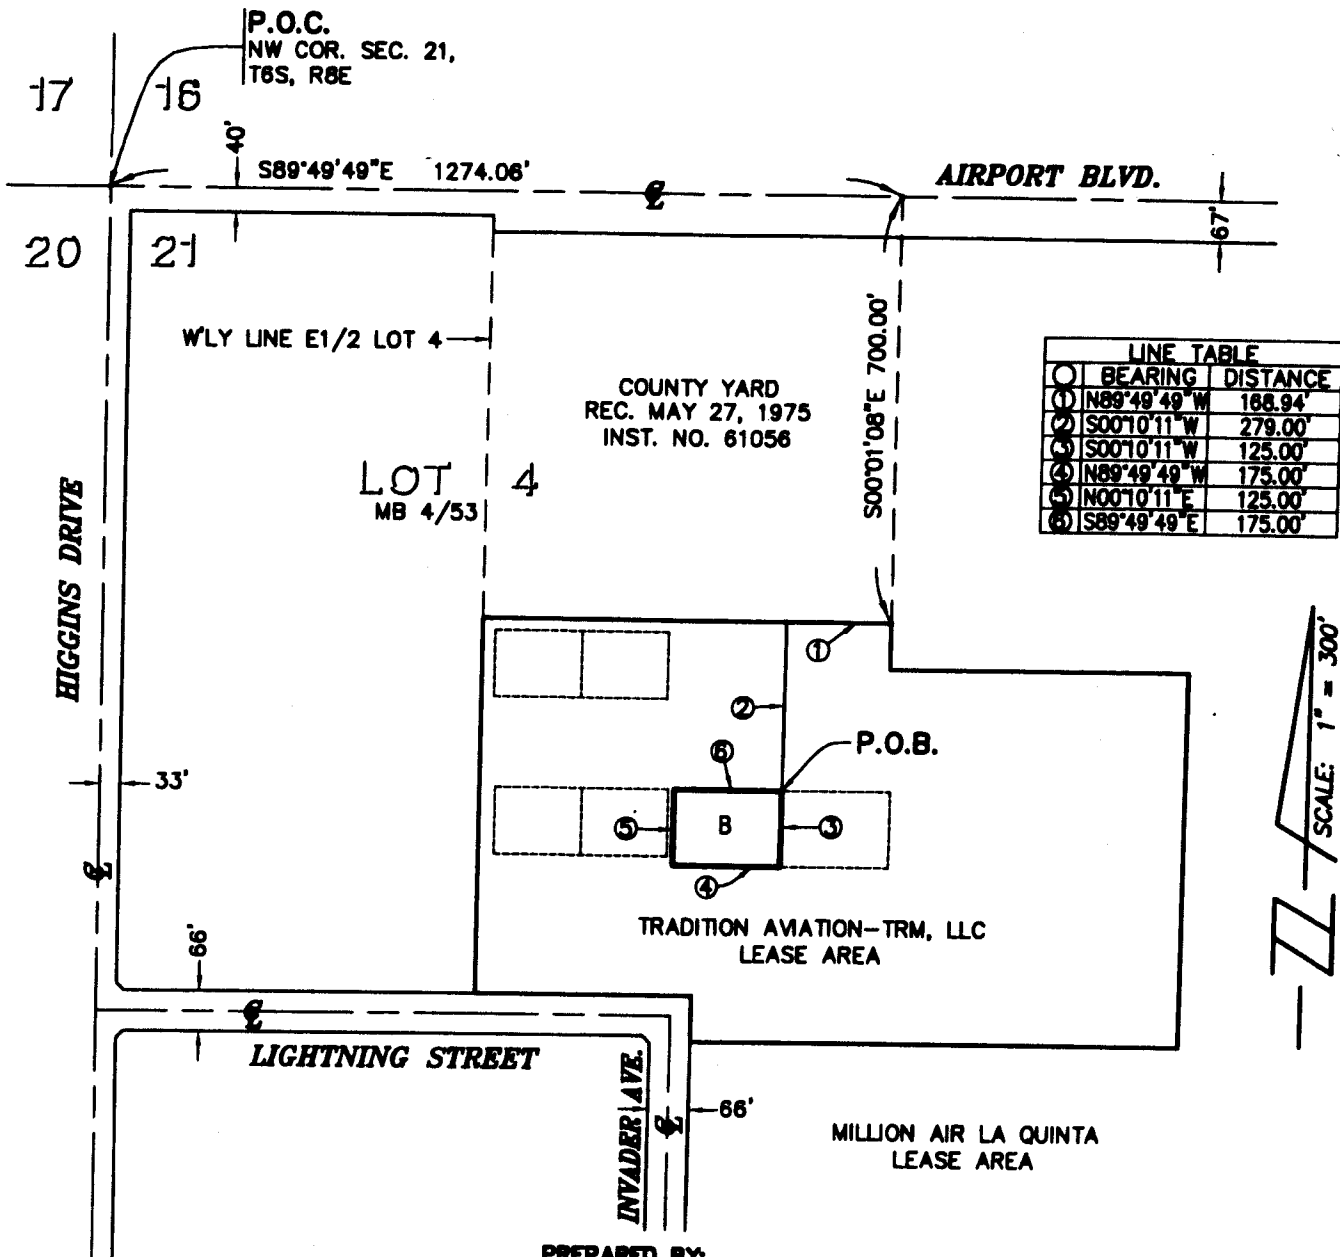 P.O.C.
NW COR. SEC. 21,
T6S, R8E
17
16
40'
S89°49'49"E 1274.06'
AIRPORT BLVD.
67'
20
21
W'LY LINE E1/2 LOT 4
COUNTY YARD
REC. MAY 27, 1975
INST. NO. 61056
S00°01'08"E 700.00'
LINE TABLE
BEARING DISTANCE
1 N89°49'49"W 168.94'
2 S00°10'11"W 279.00'
3 S00°10'11"W 125.00'
4 N89°49'49"W 175.00'
5 N00°10'11"E 125.00'
6 S89°49'49"E 175.00'
LOT 4
MB 4/53
HIGGINS DRIVE
SCALE: 1" = 300'
1
2
P.O.B.
6
33'
5
B
3
4
TRADITION AVIATION-TRM, LLC
LEASE AREA
66'
LIGHTNING STREET
INVADER AVE.
66'
MILLION AIR LA QUINTA
LEASE AREA
PREPARED BY: